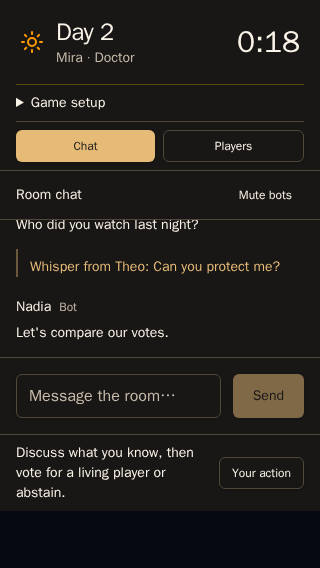 Day 2
Mira · Doctor
0:18
Game setup
Chat
Players
Room chat
Mute bots
Who did you watch last night?
Whisper from Theo: Can you protect me?
Nadia Bot
Let's compare our votes.
Message the room···
Send
Discuss what you know, then
vote for a living player or
abstain.
Your action